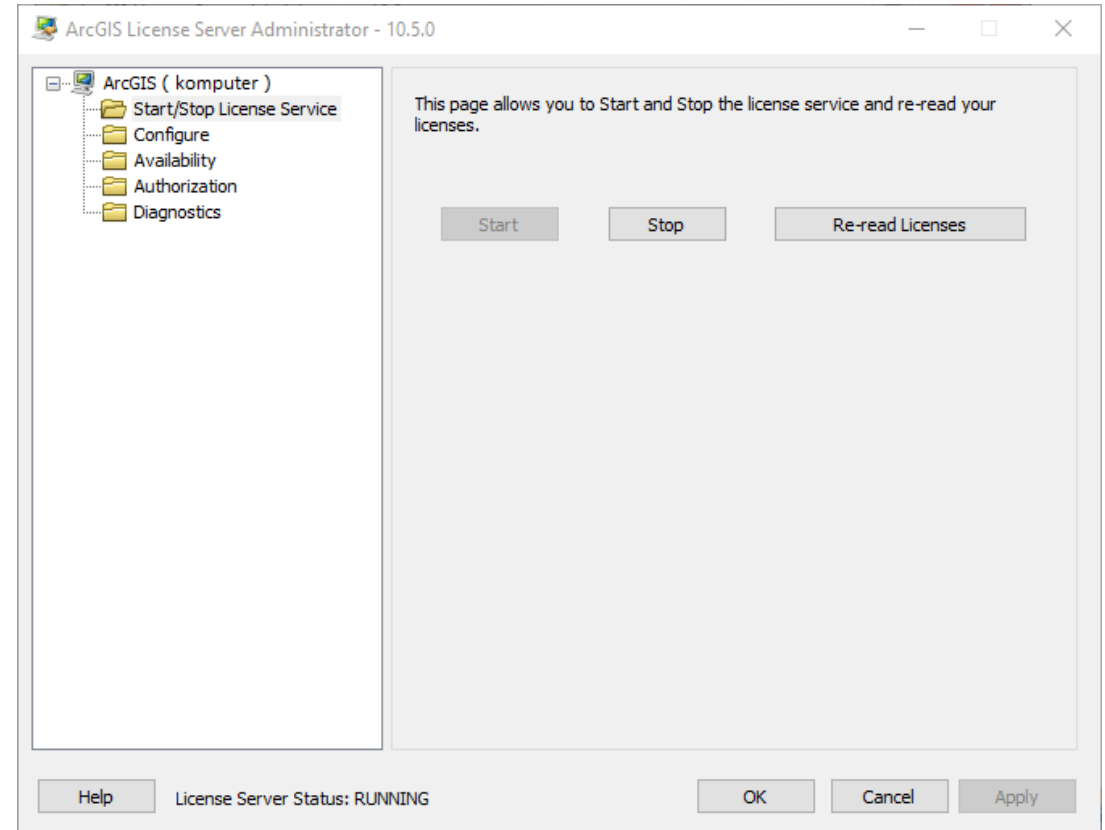 ArcGIS License Server Administrator - 10.5.0
ArcGIS ( komputer )
Start/Stop License Service
Configure
Availability
Authorization
Diagnostics
This page allows you to Start and Stop the license service and re-read your
licenses.
Start
Stop
Re-read Licenses
Help
License Server Status: RUNNING
OK
Cancel
Apply